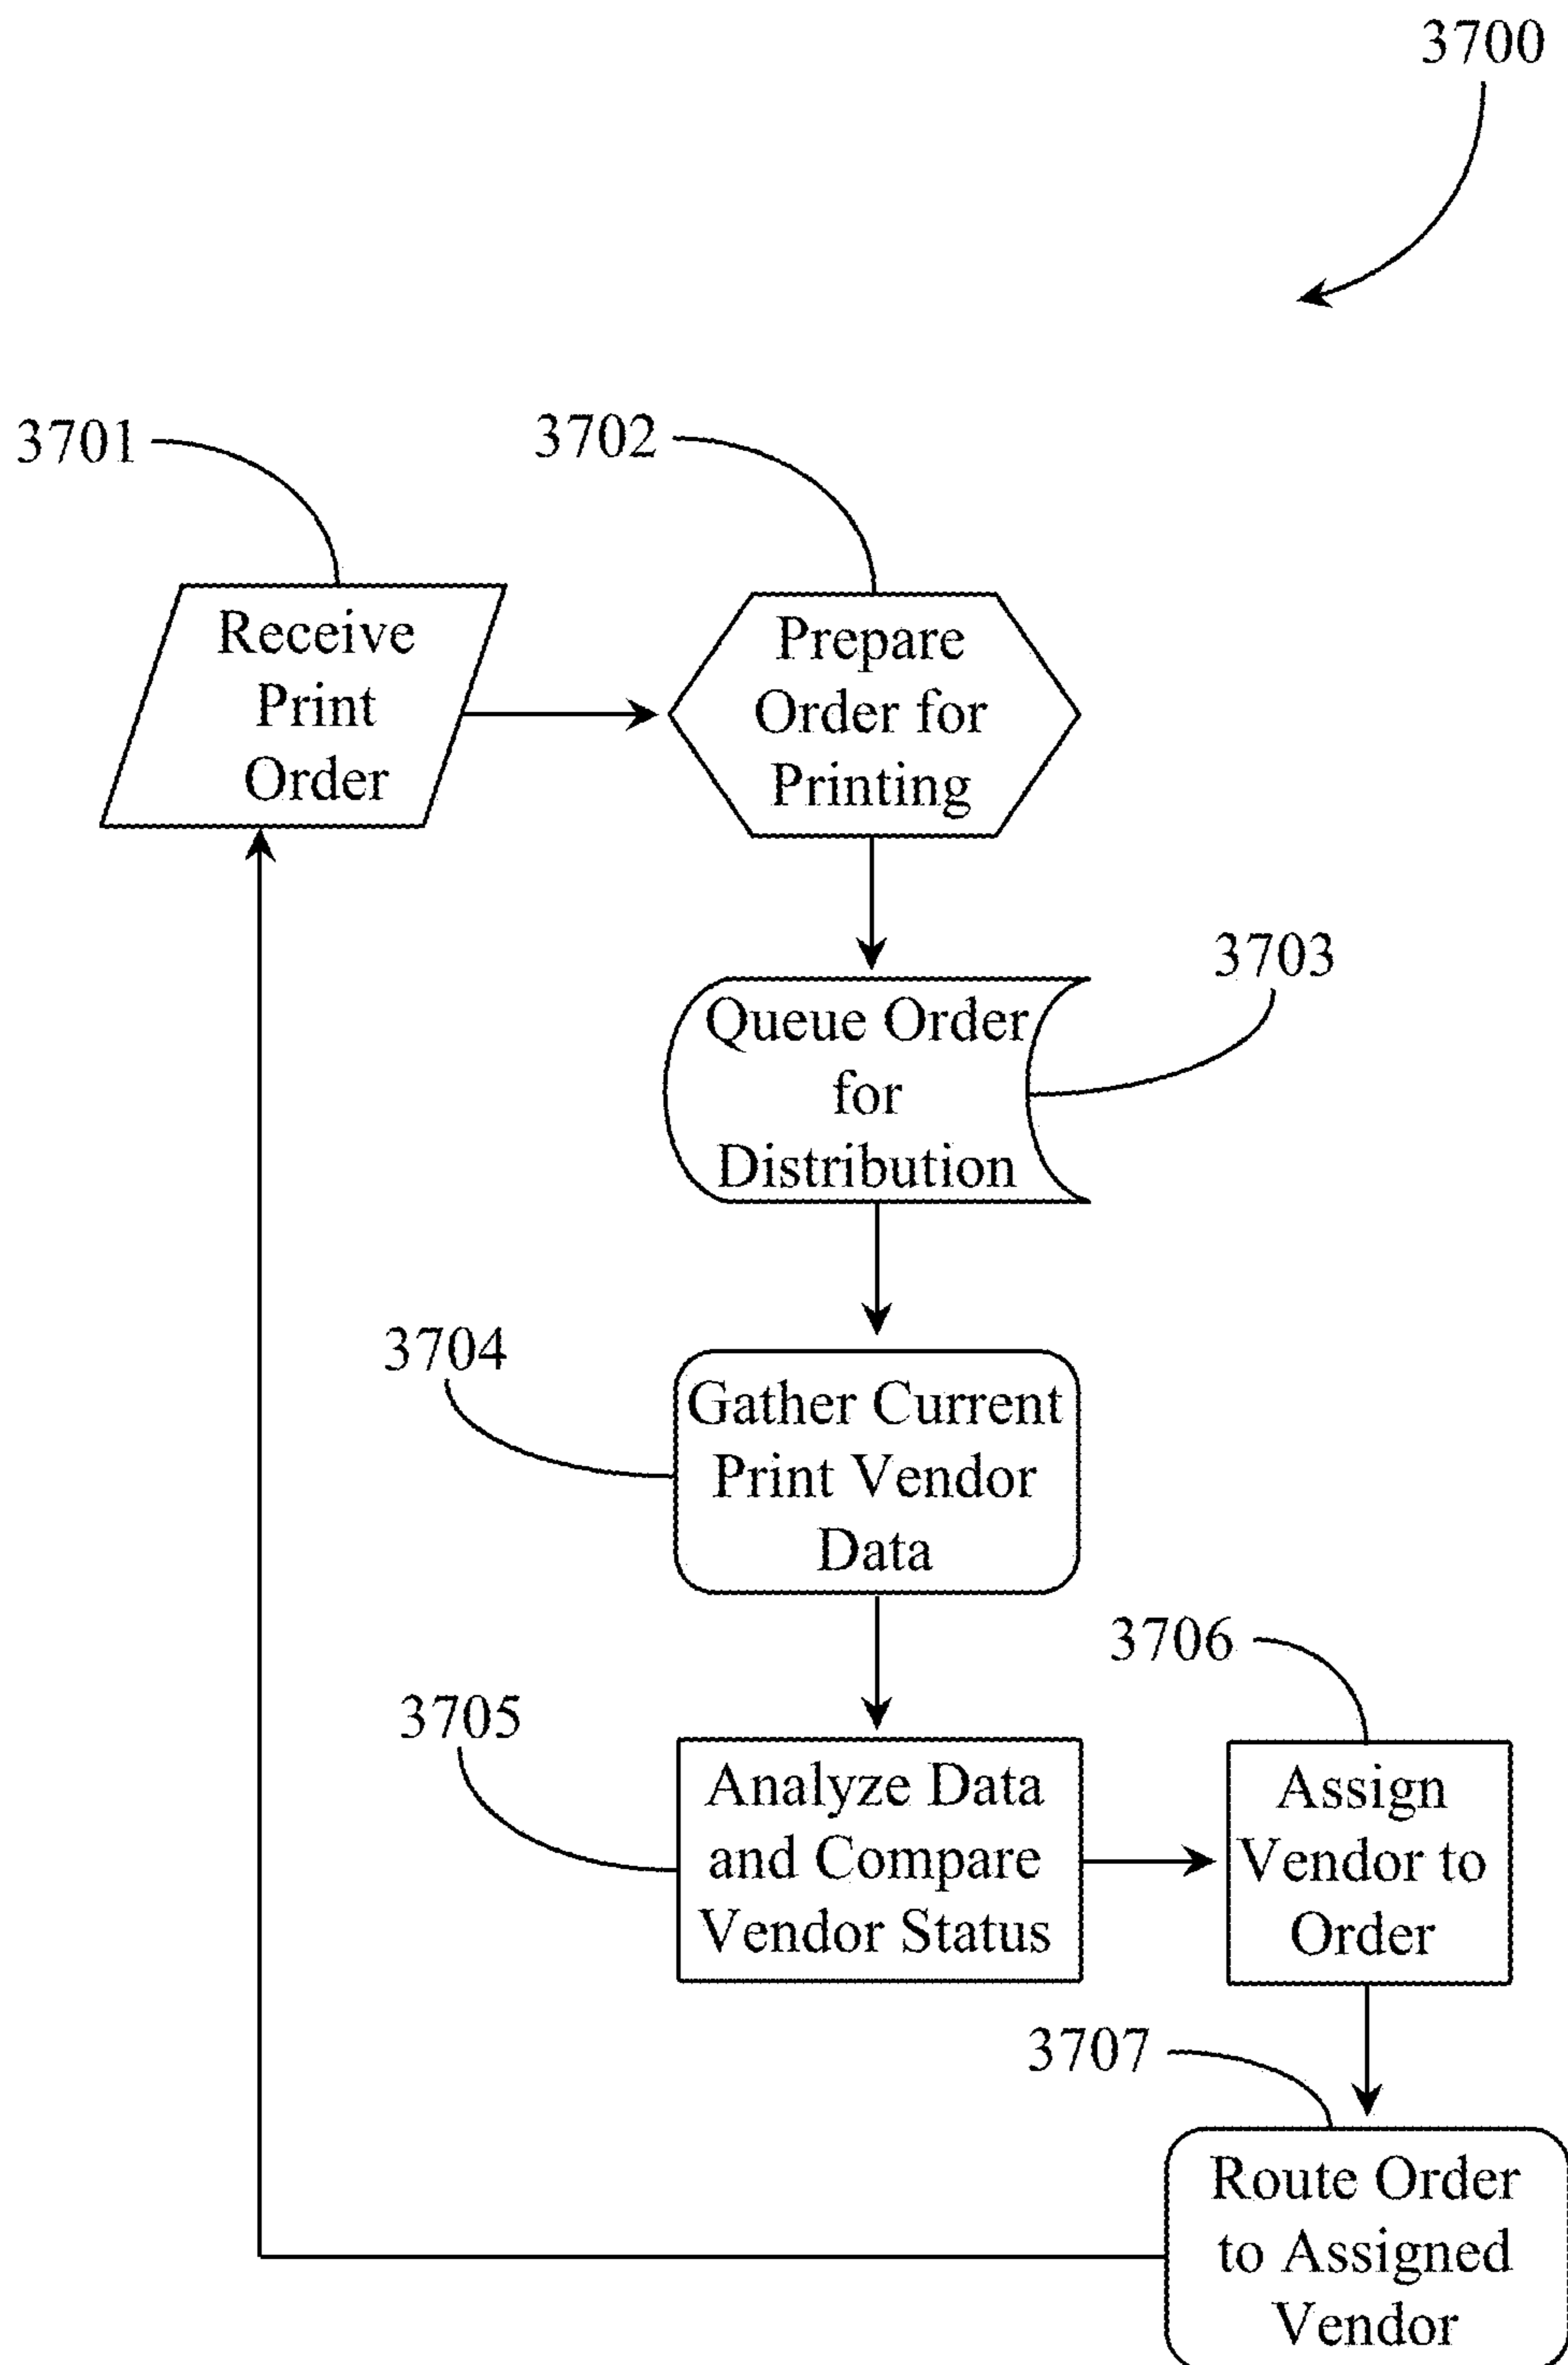 3700
3701
3702
Receive
Print
Order
Prepare
Order for
Printing
3703
Queue Order
for
Distribution
3704
Gather Current
Print Vendor
Data
3705
Analyze Data
and Compare
Vendor Status
3706
Assign
Vendor to
Order
3707
Route Order
to Assigned
Vendor